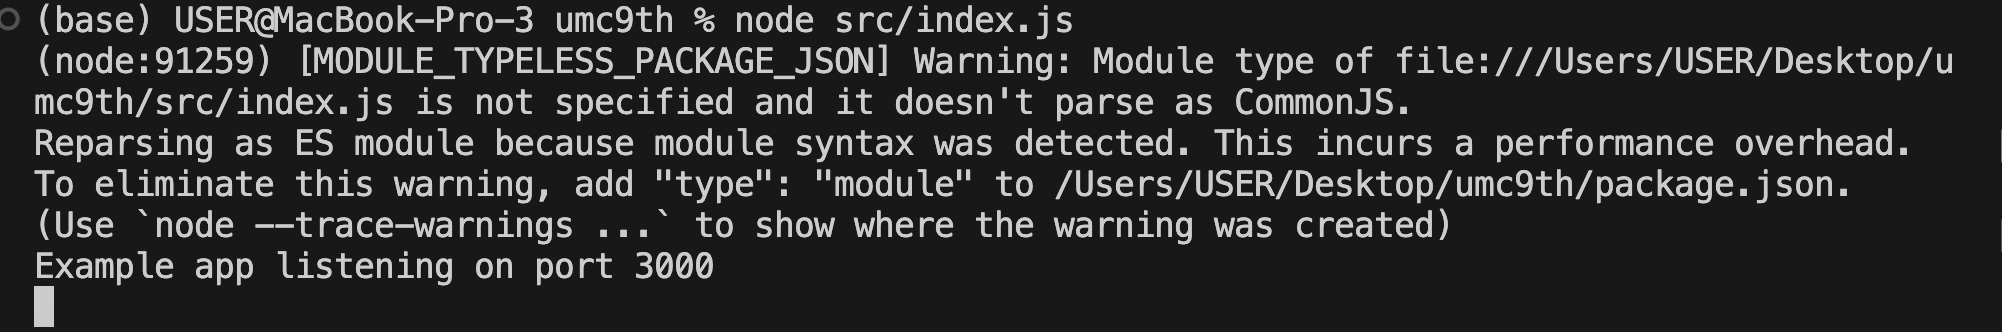 (base) USER@MacBook-Pro-3 umc9th % node src/index.js
(node:91259) [MODULE_TYPELESS_PACKAGE_JSON] Warning: Module type of file:///Users/USER/Desktop/u
mc9th/src/index.js is not specified and it doesn't parse as CommonJS.
Reparsing as ES module because module syntax was detected. This incurs a performance overhead.
To eliminate this warning, add "type": "module" to /Users/USER/Desktop/umc9th/package.json.
(Use `node --trace-warnings ...` to show where the warning was created)
Example app listening on port 3000